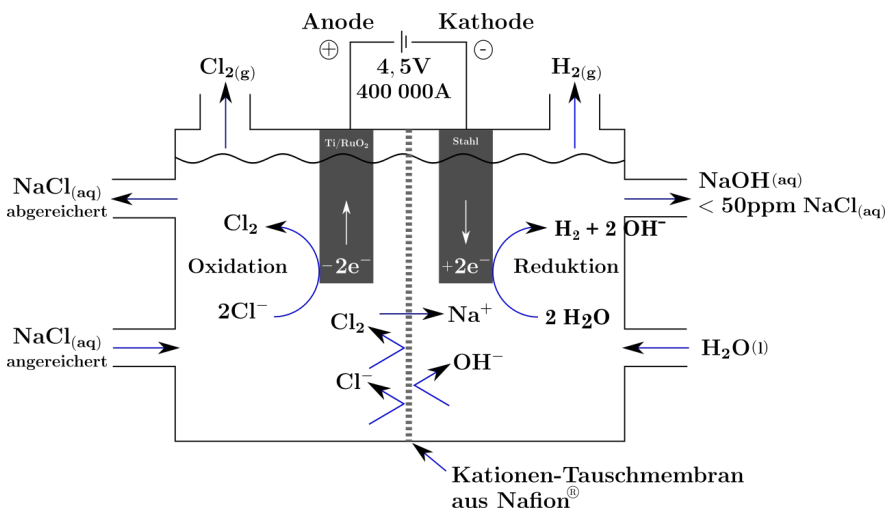 Anode
Kathode
⊕
⊖
4,5V
400 000A
Cl₂(g)
H₂(g)
Ti/RuO₂
Stahl
NaCl(aq)
abgereichert
NaOH(aq)
< 50ppm NaCl(aq)
Cl₂
H₂ + 2 OH⁻
Oxidation
−2e⁻
+2e⁻
Reduktion
2Cl⁻
Cl₂
Na⁺
2 H₂O
NaCl(aq)
angereichert
H₂O(l)
Cl⁻
OH⁻
Kationen-Tauschmembran
aus Nafion®